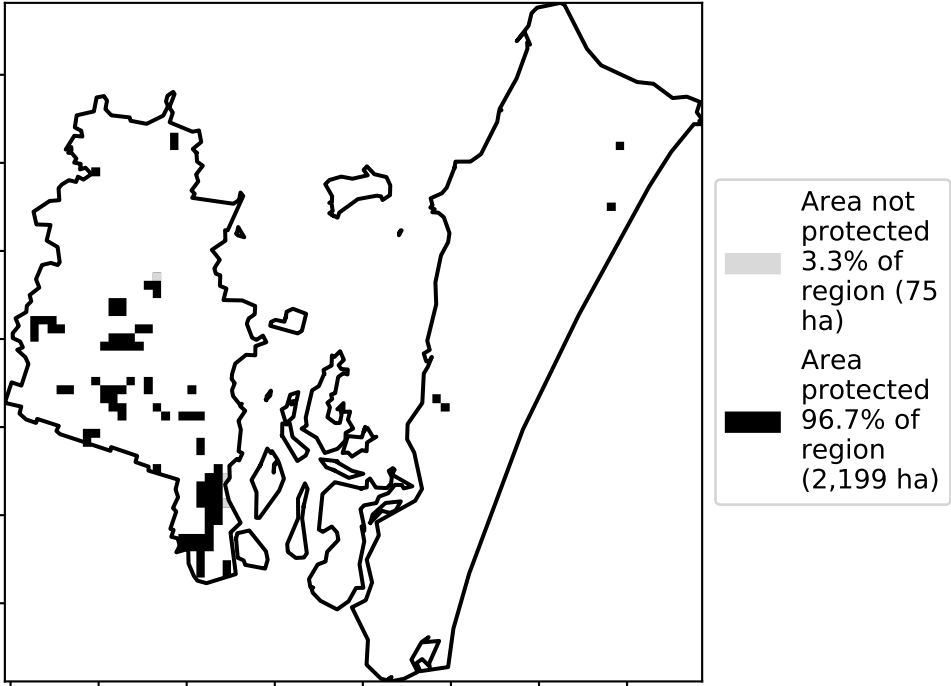 Area not
protected
3.3% of
region (75
ha)
Area
protected
96.7% of
region
(2,199 ha)